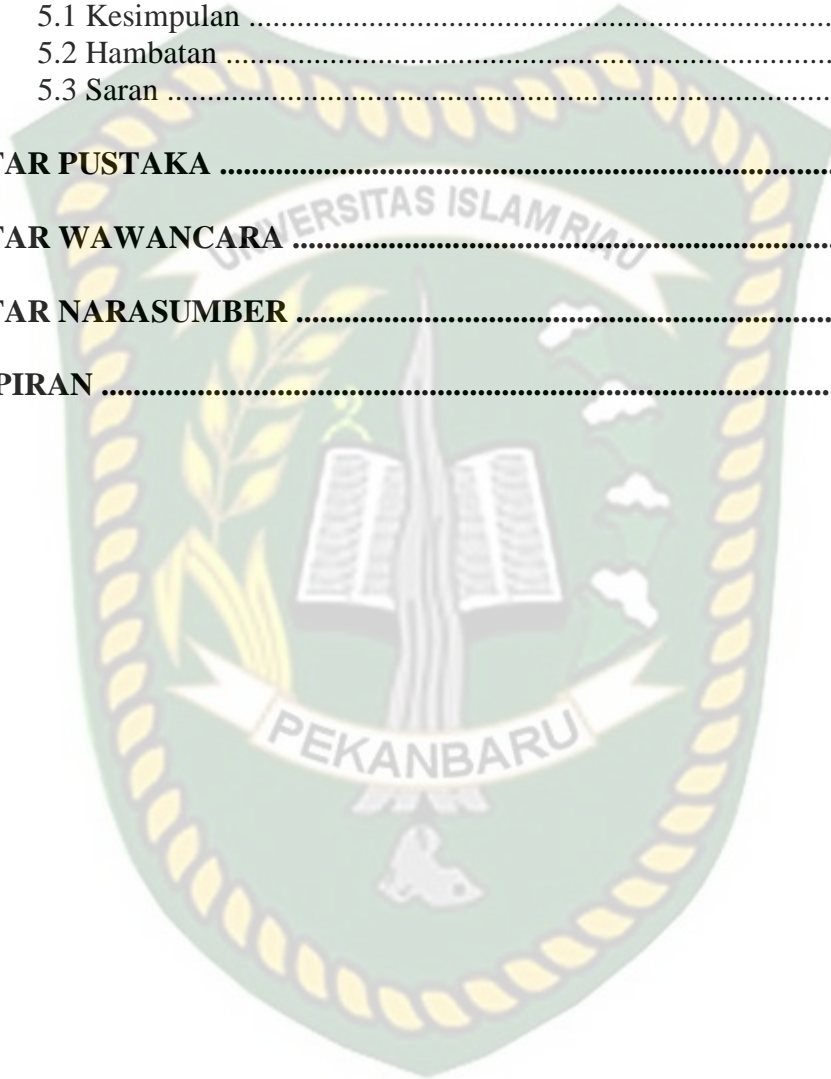 5.1 Kesimpulan ........................................................................
5.2 Hambatan ...........................................................................
5.3 Saran ...................................................................................
TAR PUSTAKA .............................................................................
UNIVERSITAS ISLAM RIAU
TAR WAWANCARA ....................................................................
TAR NARASUMBER ...................................................................
PIRAN ............................................................................................
PEKANBARU